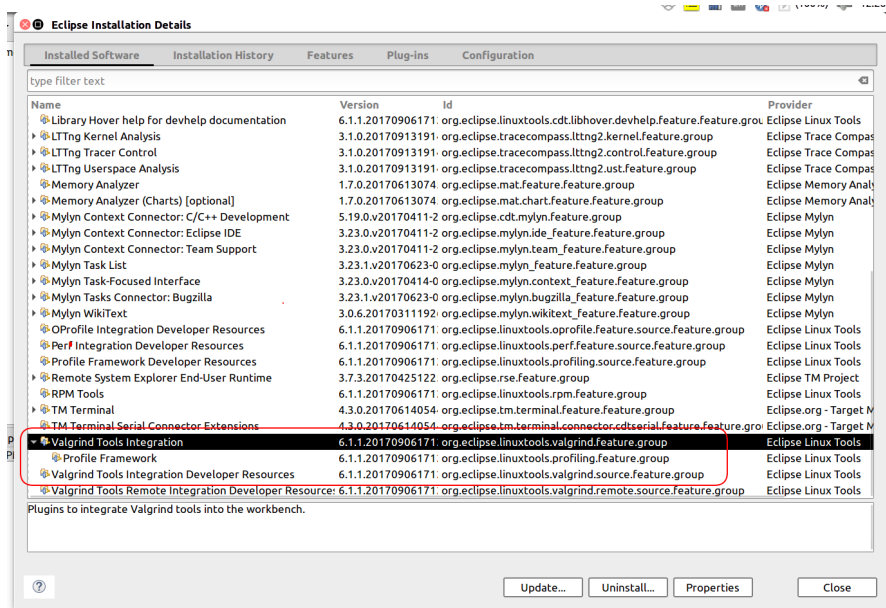 Eclipse Installation Details
Installed Software Installation History Features Plug-ins Configuration
type filter text
Name Version Id Provider
Library Hover help for devhelp documentation 6.1.1.201709061713 org.eclipse.linuxtools.cdt.libhover.devhelp.feature.feature.grou Eclipse Linux Tools
LTTng Kernel Analysis 3.1.0.201709131914 org.eclipse.tracecompass.lttng2.kernel.feature.group Eclipse Trace Compas
LTTng Tracer Control 3.1.0.201709131914 org.eclipse.tracecompass.lttng2.control.feature.group Eclipse Trace Compas
LTTng Userspace Analysis 3.1.0.201709131914 org.eclipse.tracecompass.lttng2.ust.feature.group Eclipse Trace Compas
Memory Analyzer 1.7.0.20170613074 org.eclipse.mat.feature.feature.group Eclipse Memory Analy
Memory Analyzer (Charts) [optional] 1.7.0.20170613074 org.eclipse.mat.chart.feature.feature.group Eclipse Memory Analy
Mylyn Context Connector: C/C++ Development 5.19.0.v20170411-2 org.eclipse.cdt.mylyn.feature.group Eclipse Mylyn
Mylyn Context Connector: Eclipse IDE 3.23.0.v20170411-2 org.eclipse.mylyn.ide_feature.feature.group Eclipse Mylyn
Mylyn Context Connector: Team Support 3.23.0.v20170411-2 org.eclipse.mylyn.team_feature.feature.group Eclipse Mylyn
Mylyn Task List 3.23.1.v20170623-0 org.eclipse.mylyn_feature.feature.group Eclipse Mylyn
Mylyn Task-Focused Interface 3.23.0.v20170414-0 org.eclipse.mylyn.context_feature.feature.group Eclipse Mylyn
Mylyn Tasks Connector: Bugzilla 3.23.1.v20170623-0 org.eclipse.mylyn.bugzilla_feature.feature.group Eclipse Mylyn
Mylyn WikiText 3.0.6.20170311192 org.eclipse.mylyn.wikitext_feature.feature.group Eclipse Mylyn
OProfile Integration Developer Resources 6.1.1.20170906171 org.eclipse.linuxtools.oprofile.feature.source.feature.group Eclipse Linux Tools
Perf Integration Developer Resources 6.1.1.20170906171 org.eclipse.linuxtools.perf.feature.source.feature.group Eclipse Linux Tools
Profile Framework Developer Resources 6.1.1.20170906171 org.eclipse.linuxtools.profiling.source.feature.group Eclipse Linux Tools
Remote System Explorer End-User Runtime 3.7.3.20170425122 org.eclipse.rse.feature.group Eclipse TM Project
RPM Tools 6.1.1.20170906171 org.eclipse.linuxtools.rpm.feature.group Eclipse Linux Tools
TM Terminal 4.3.0.20170614054 org.eclipse.tm.terminal.feature.feature.group Eclipse.org - Target M
TM Terminal Serial Connector Extensions 4.3.0.20170614054 org.eclipse.tm.terminal.connector.cdtserial.feature.feature.grou Eclipse.org - Target M
Valgrind Tools Integration 6.1.1.20170906171 org.eclipse.linuxtools.valgrind.feature.group Eclipse Linux Tools
Profile Framework 6.1.1.20170906171 org.eclipse.linuxtools.profiling.feature.group Eclipse Linux Tools
Valgrind Tools Integration Developer Resources 6.1.1.20170906171 org.eclipse.linuxtools.valgrind.source.feature.group Eclipse Linux Tools
Valgrind Tools Remote Integration Developer Resources 6.1.1.20170906171 org.eclipse.linuxtools.valgrind.remote.source.feature.group Eclipse Linux Tools
Plugins to integrate Valgrind tools into the workbench.
Update... Uninstall... Properties Close